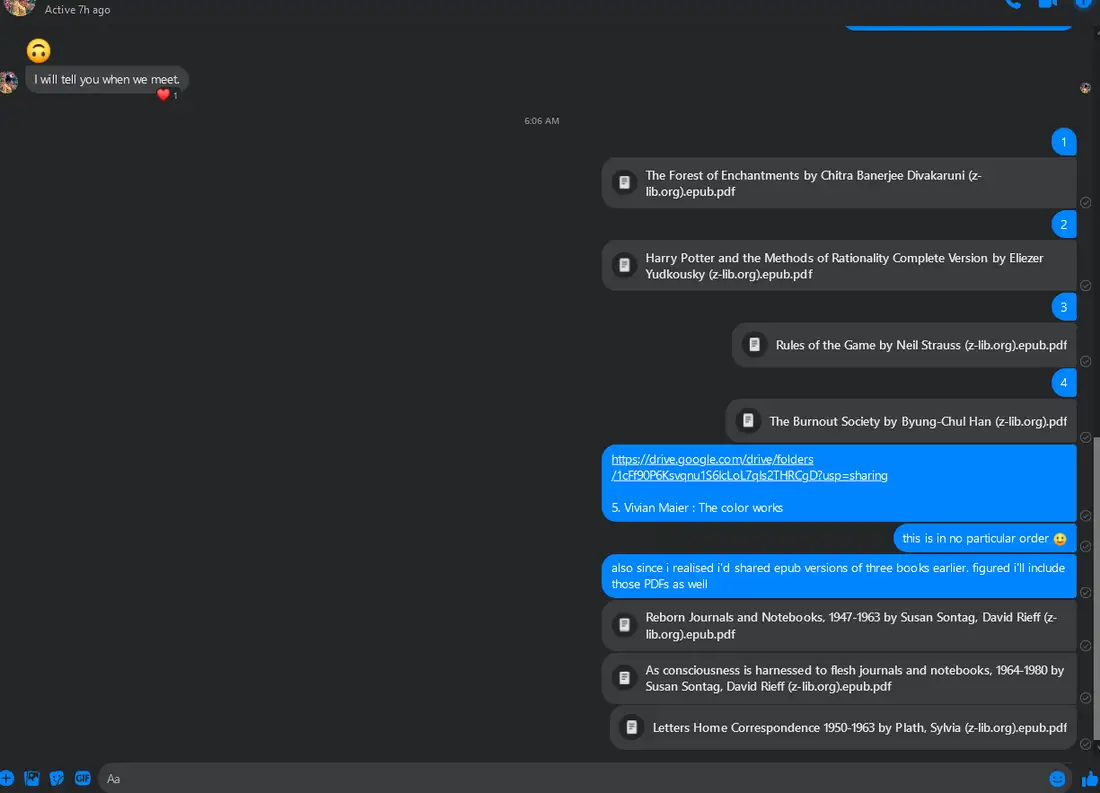 Active 7h ago
I will tell you when we meet.
1
6:06 AM
1
The Forest of Enchantments by Chitra Banerjee Divakaruni (z-
lib.org).epub.pdf
2
Harry Potter and the Methods of Rationality Complete Version by Eliezer
Yudkousky (z-lib.org).epub.pdf
3
Rules of the Game by Neil Strauss (z-lib.org).epub.pdf
4
The Burnout Society by Byung-Chul Han (z-lib.org).pdf
https://drive.google.com/drive/folders
/1cFf90P6Ksvqnu1S6IcLoL7qIs2THRCgD?usp=sharing
5. Vivian Maier : The color works
this is in no particular order
also since i realised i'd shared epub versions of three books earlier. figured i'll include
those PDFs as well
Reborn Journals and Notebooks, 1947-1963 by Susan Sontag, David Rieff (z-
lib.org).epub.pdf
As consciousness is harnessed to flesh journals and notebooks, 1964-1980 by
Susan Sontag, David Rieff (z-lib.org).epub.pdf
Letters Home Correspondence 1950-1963 by Plath, Sylvia (z-lib.org).epub.pdf
GIF
Aa